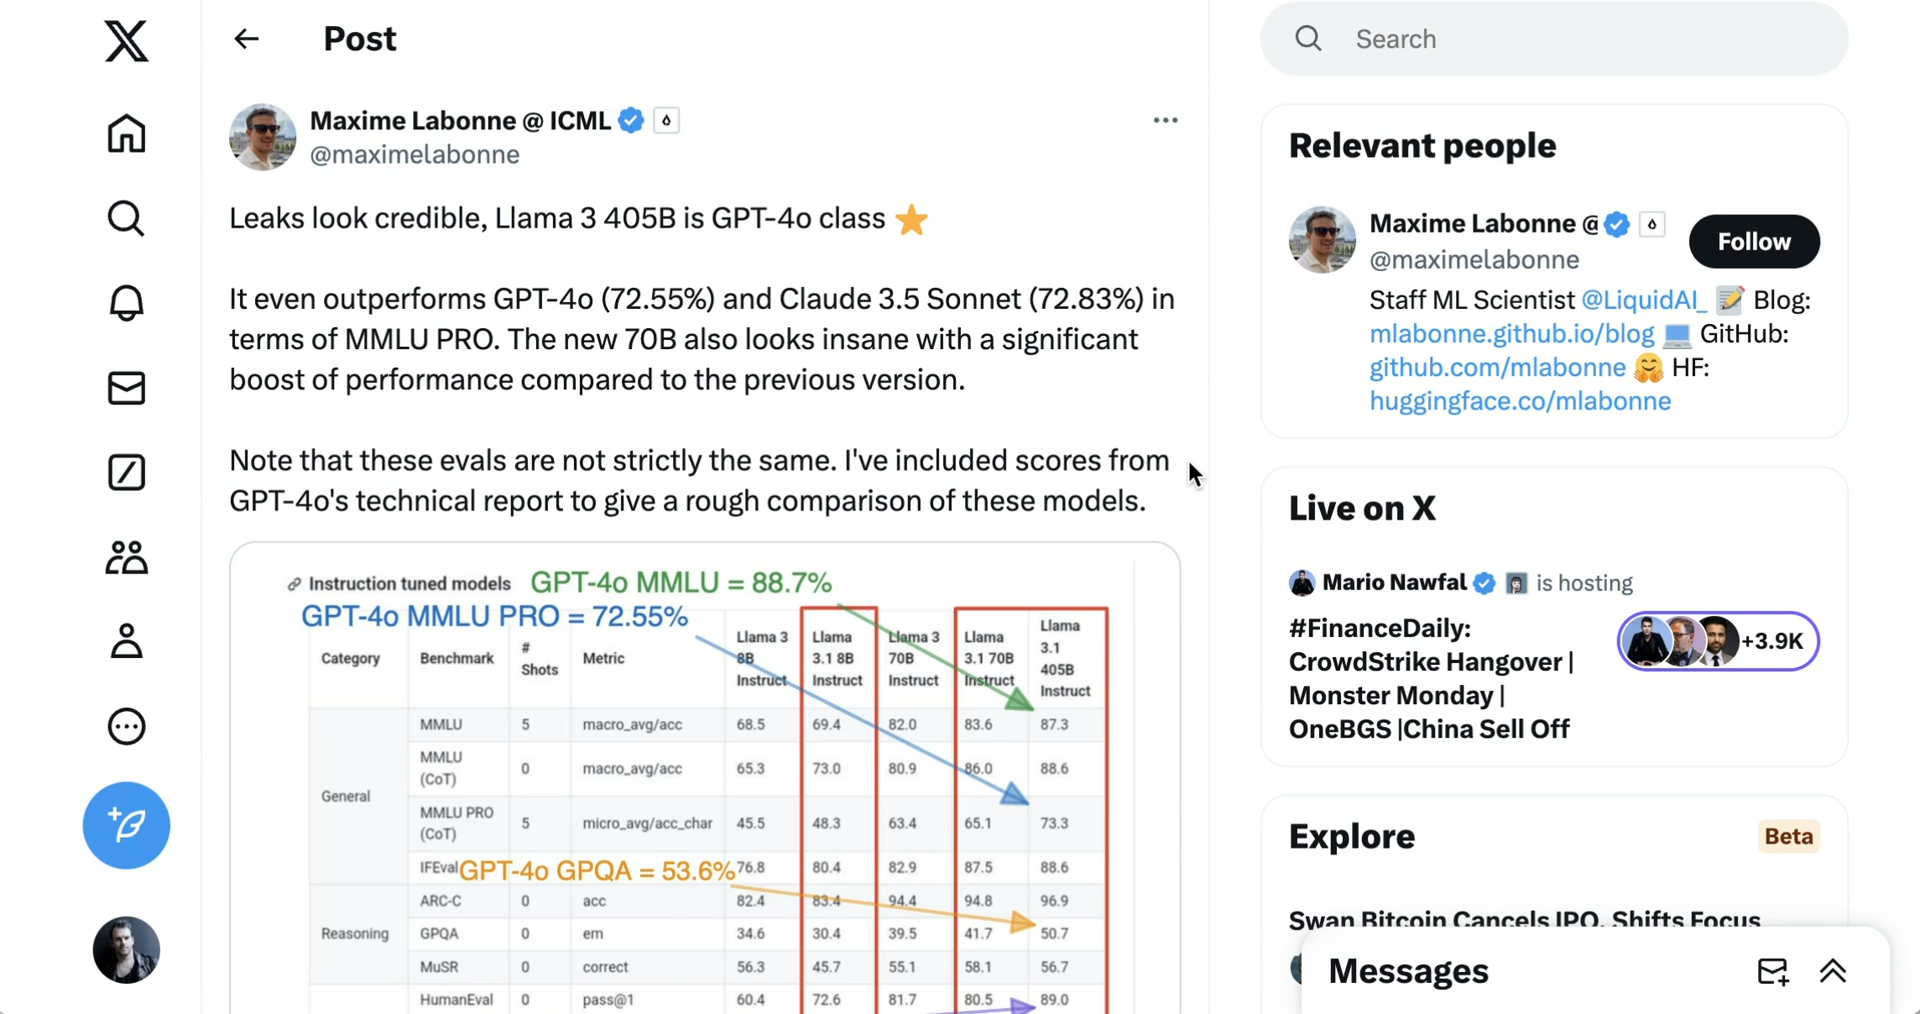 Post
Maxime Labonne @ ICML
@maximelabonne
Leaks look credible, Llama 3 405B is GPT-4o class
It even outperforms GPT-4o (72.55%) and Claude 3.5 Sonnet (72.83%) in
terms of MMLU PRO. The new 70B also looks insane with a significant
boost of performance compared to the previous version.
Note that these evals are not strictly the same. I've included scores from
GPT-4o's technical report to give a rough comparison of these models.
Instruction tuned models GPT-4o MMLU = 88.7%
GPT-4o MMLU PRO = 72.55%
Category Benchmark # Shots Metric Llama 3 8B Instruct Llama 3.1 8B Instruct Llama 3 70B Instruct Llama 3.1 70B Instruct Llama 3.1 405B Instruct
General
MMLU 5 macro_avg/acc 68.5 69.4 82.0 83.6 87.3
MMLU (CoT) 0 macro_avg/acc 65.3 73.0 80.9 86.0 88.6
MMLU PRO (CoT) 5 micro_avg/acc_char 45.5 48.3 63.4 65.1 73.3
IFEval 76.8 80.4 82.9 87.5 88.6
GPT-4o GPQA = 53.6%
Reasoning
ARC-C 0 acc 82.4 83.4 94.4 94.8 96.9
GPQA 0 em 34.6 30.4 39.5 41.7 50.7
MuSR 0 correct 56.3 45.7 55.1 58.1 56.7
HumanEval 0 pass@1 60.4 72.6 81.7 80.5 89.0
Search
Relevant people
Maxime Labonne @
@maximelabonne
Follow
Staff ML Scientist @LiquidAI_ Blog:
mlabonne.github.io/blog GitHub:
github.com/mlabonne HF:
huggingface.co/mlabonne
Live on X
Mario Nawfal is hosting
#FinanceDaily:
CrowdStrike Hangover |
Monster Monday |
OneBGS |China Sell Off
+3.9K
Explore
Beta
Swan Bitcoin Cancels IPO, Shifts Focus
Messages